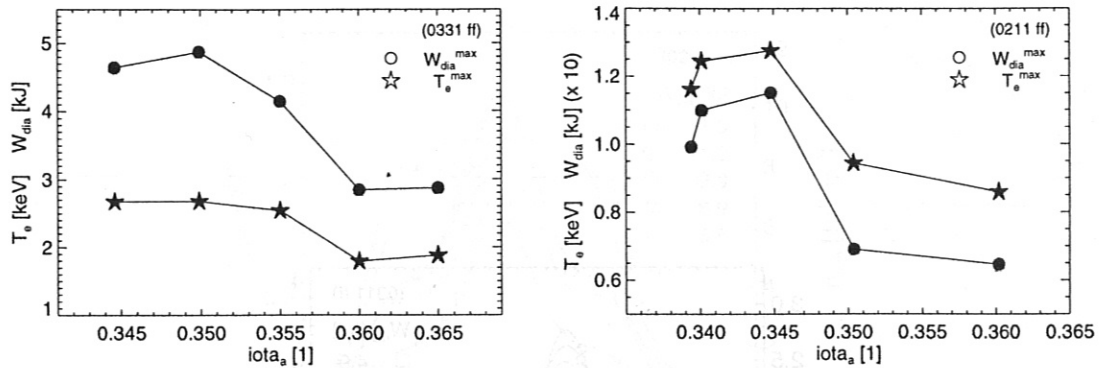 (0331 ff)
W_dia^max
T_e^max
T_e [keV] W_dia [kJ]
5
4
3
2
1
0.345 0.350 0.355 0.360 0.365
iota_a [1]
(0211 ff)
W_dia^max
T_e^max
T_e [keV] W_dia [kJ] (x 10)
1.4
1.2
1.0
0.8
0.6
0.340 0.345 0.350 0.355 0.360 0.365
iota_a [1]